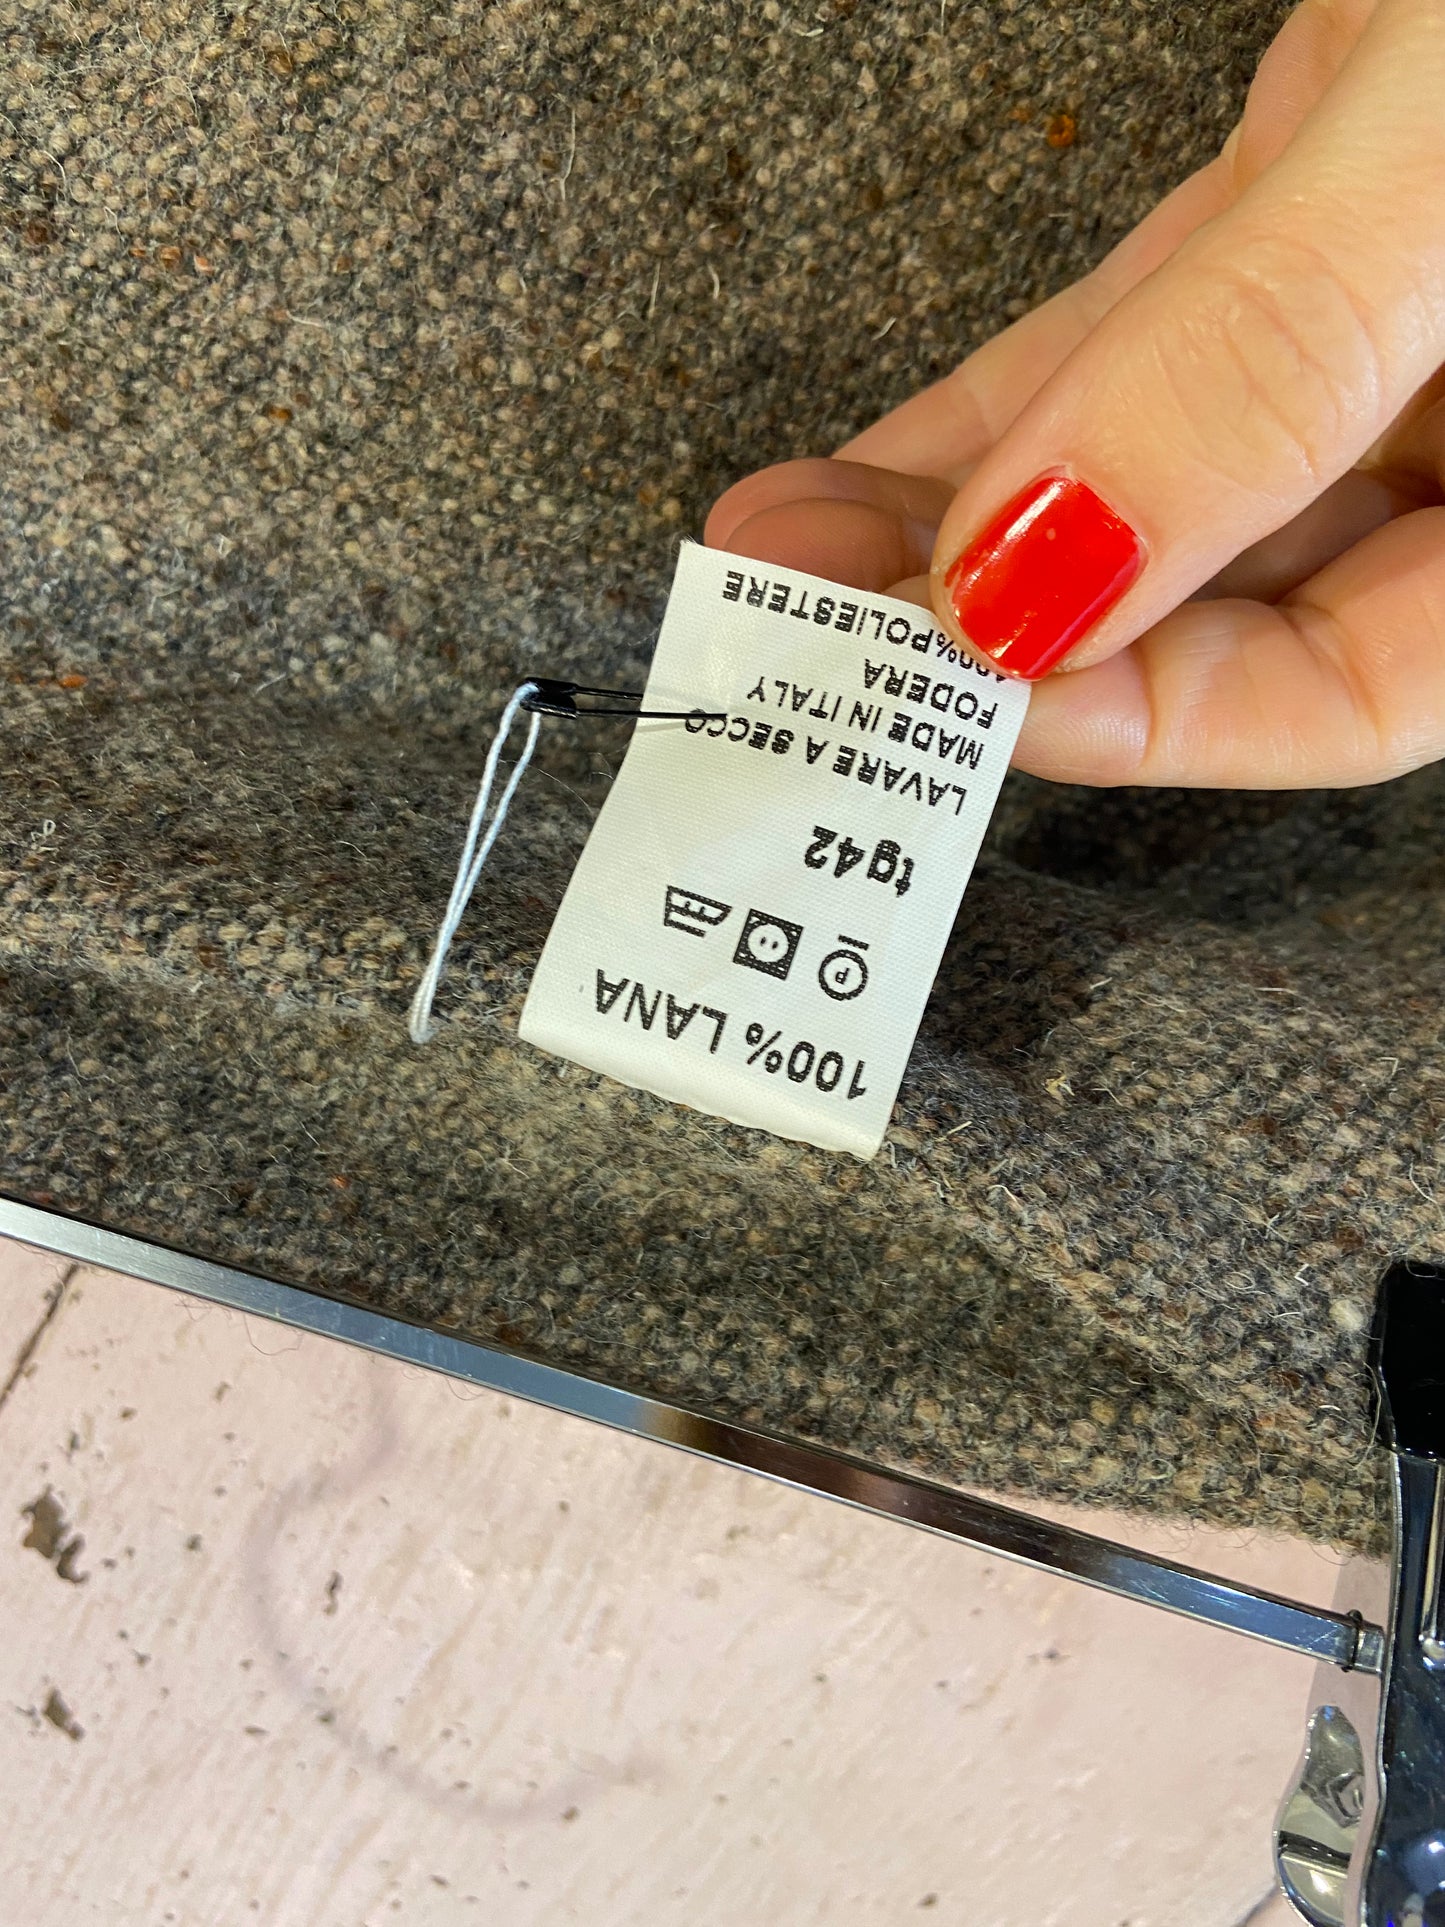 100% LANA
P
tg42
LAVARE A SECCO
MADE IN ITALY
FODERA
100%POLIESTERE